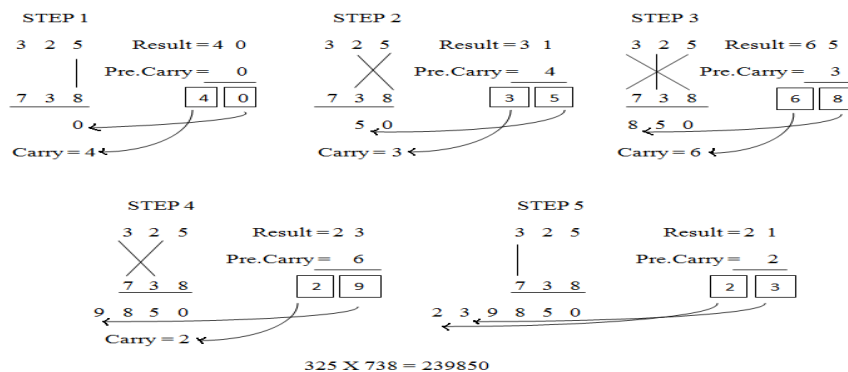 STEP 1
3 2 5 Result = 4 0
Pre.Carry = 0
7 3 8 4 0
0
Carry = 4
STEP 2
3 2 5 Result = 3 1
Pre.Carry = 4
7 3 8 3 5
5 0
Carry = 3
STEP 3
3 2 5 Result = 6 5
Pre.Carry = 3
7 3 8 6 8
8 5 0
Carry = 6
STEP 4
3 2 5 Result = 2 3
Pre.Carry = 6
7 3 8 2 9
9 8 5 0
Carry = 2
STEP 5
3 2 5 Result = 2 1
Pre.Carry = 2
7 3 8 2 3
2 3 9 8 5 0
325 X 738 = 239850